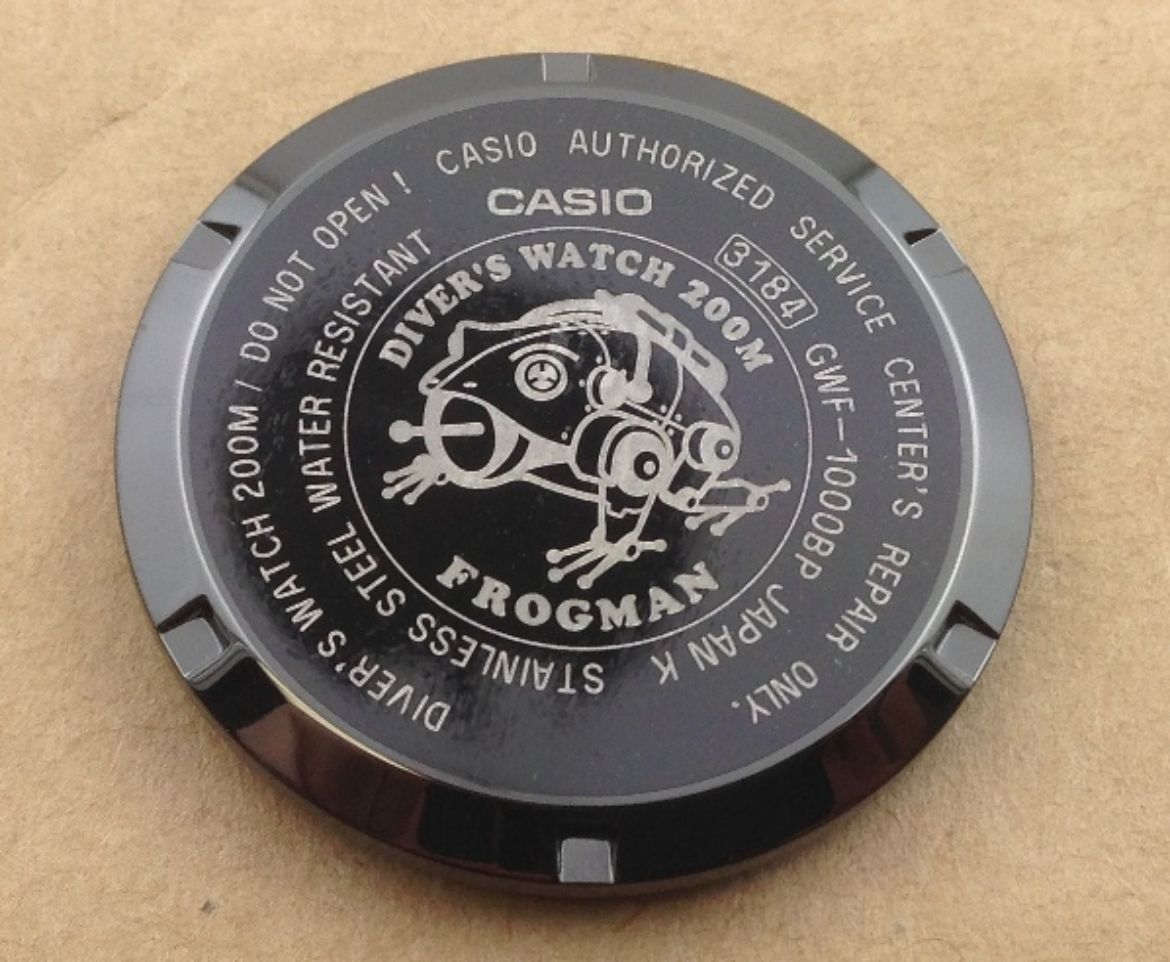 DIVER'S WATCH 200M / DO NOT OPEN ! CASIO AUTHORIZED SERVICE CENTER'S REPAIR ONLY.
CASIO
STAINLESS STEEL WATER RESISTANT
3184 GWF-1000BP JAPAN K
DIVER'S WATCH 200M
FROGMAN